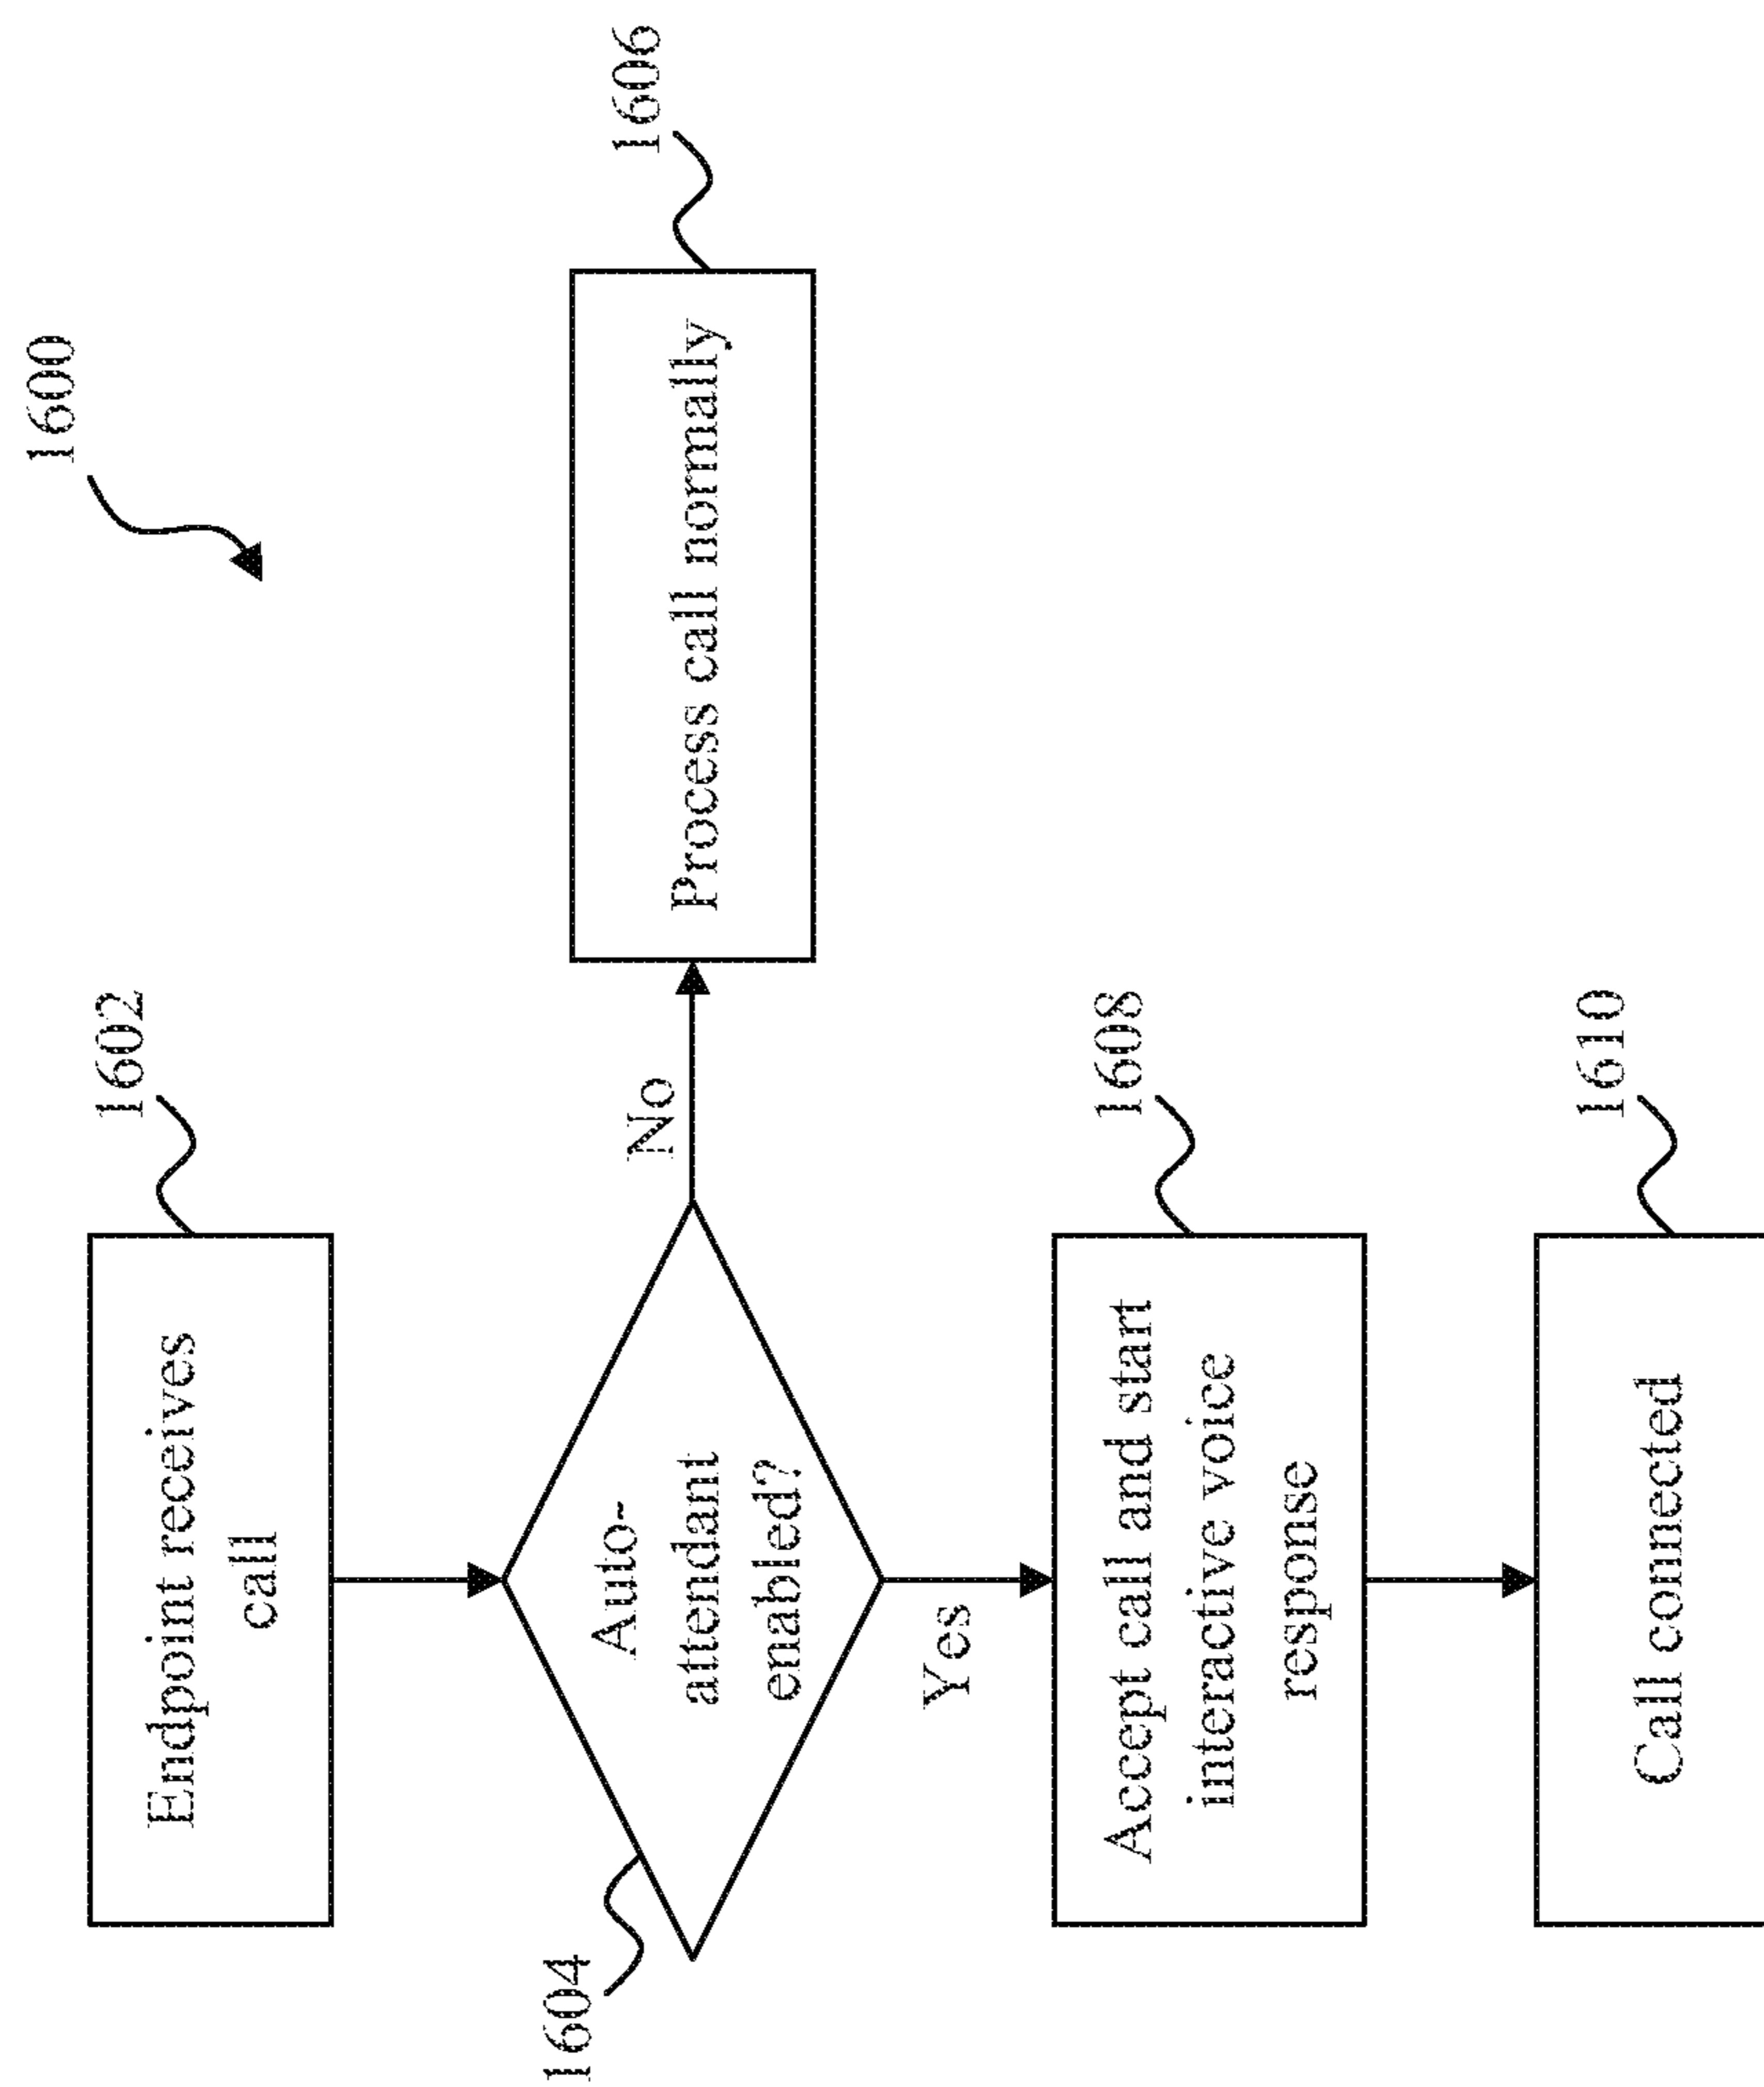 1600
1602
Endpoint receives
call
1604
Auto-
attendant
enabled?
No
1606
Process call normally
Yes
1608
Accept call and start
interactive voice
response
1610
Call connected